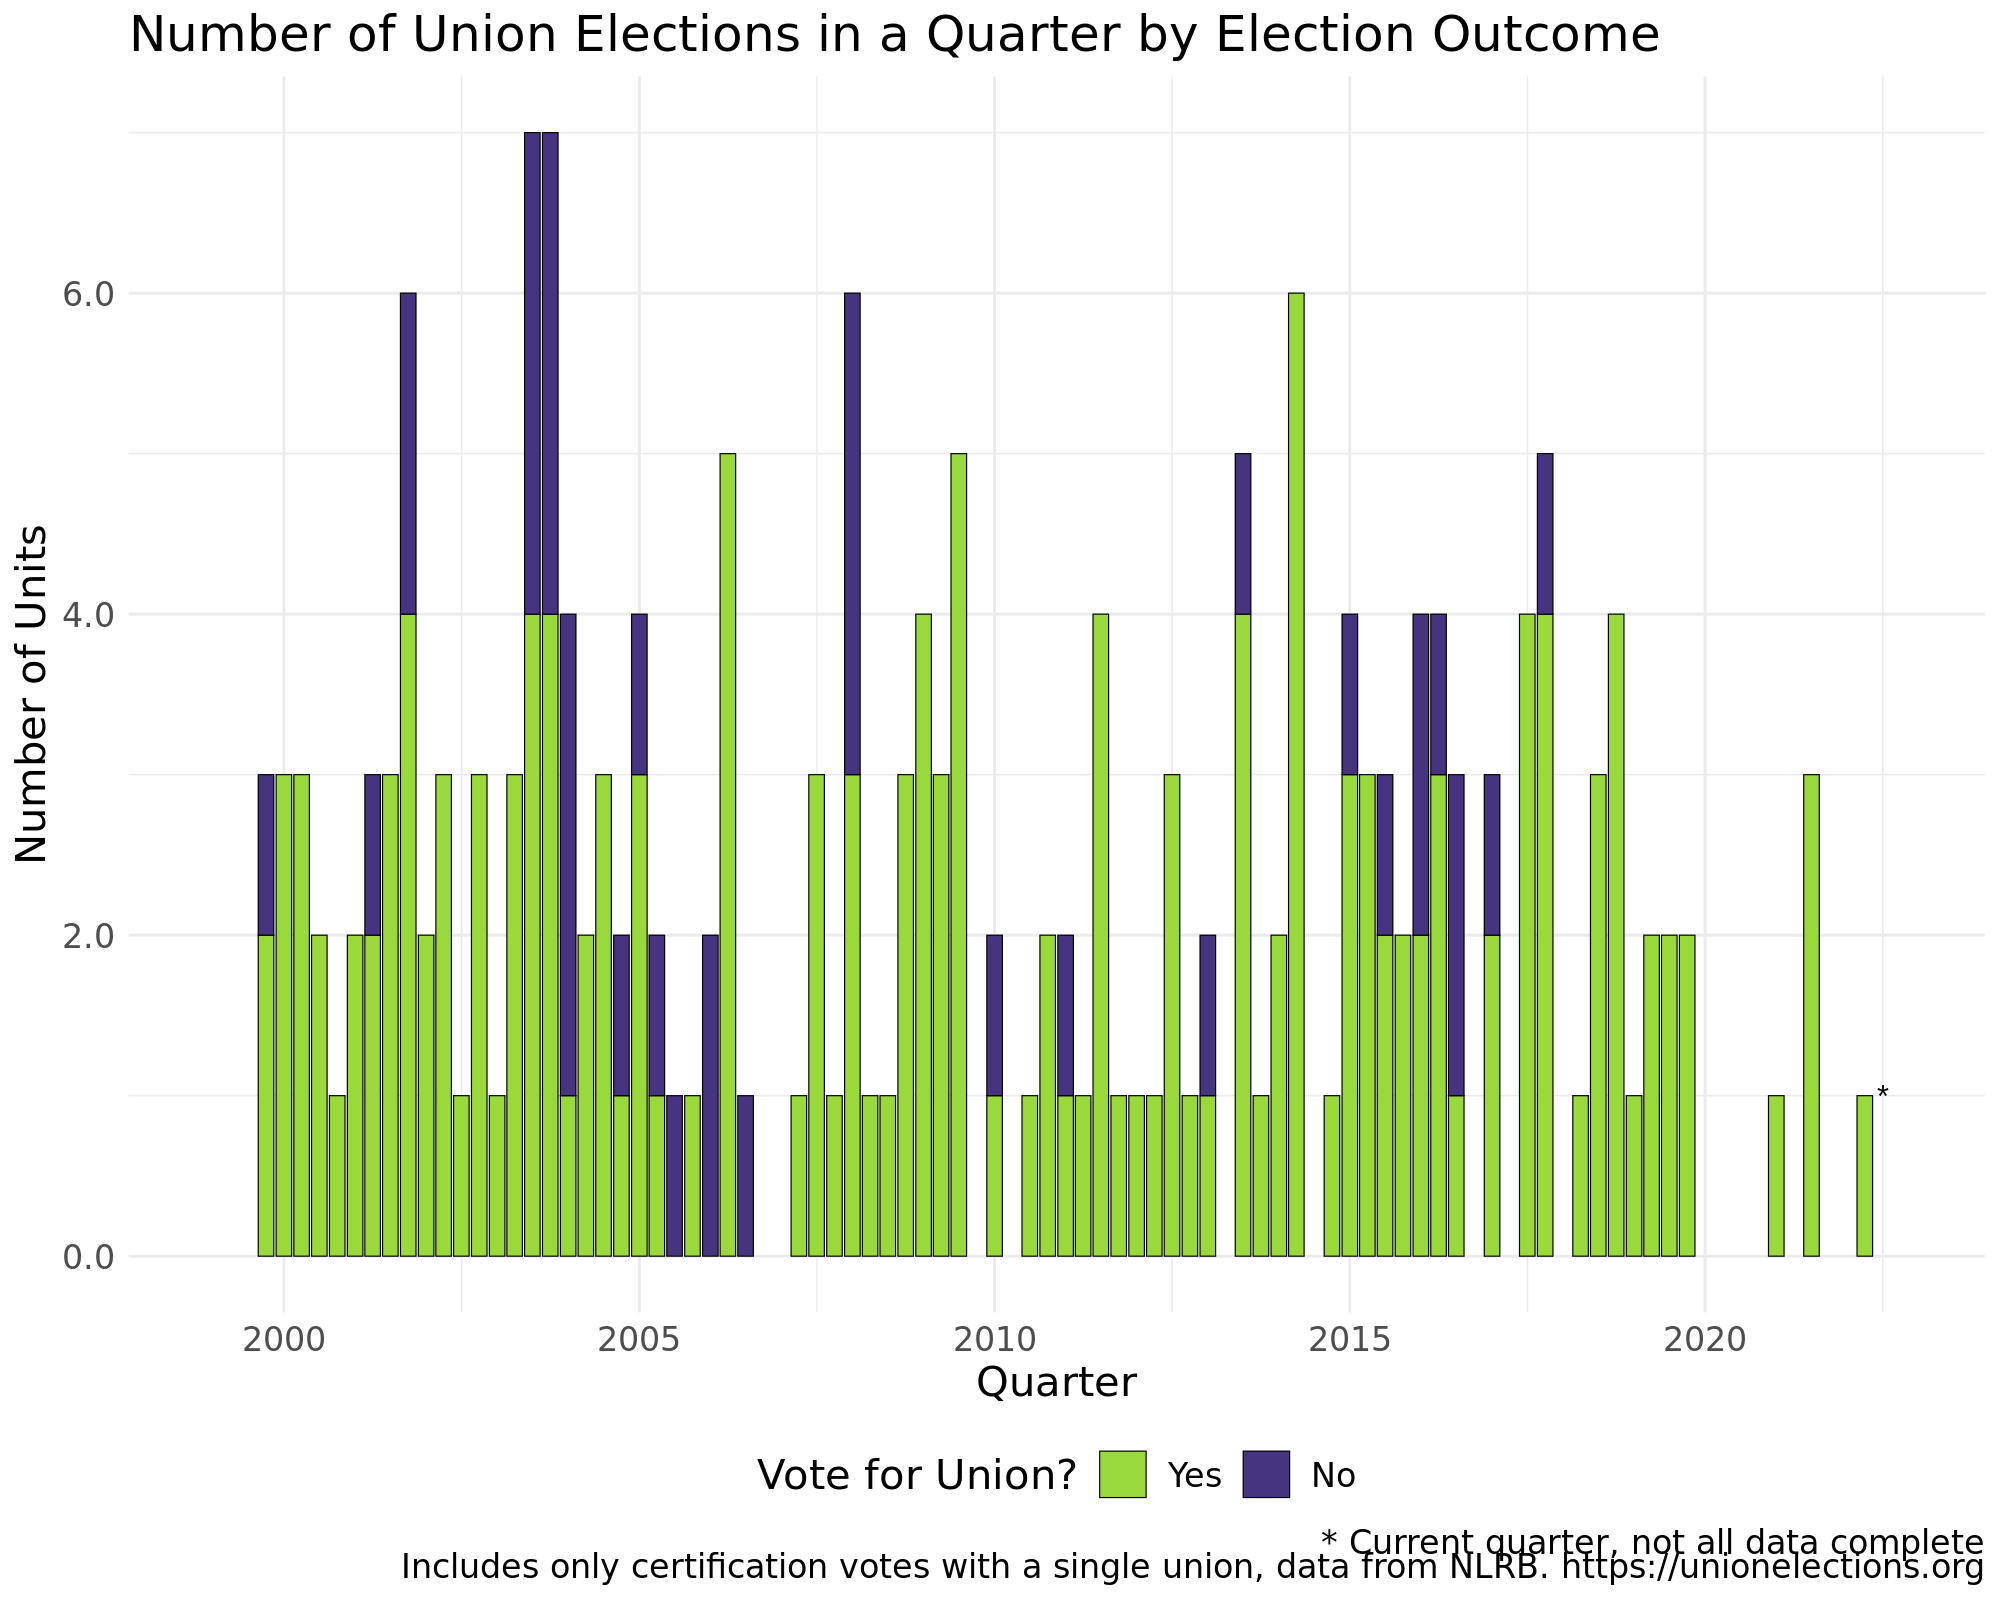 Number of Union Elections in a Quarter by Election Outcome
Number of Units
6.0
4.0
2.0
0.0
*
2000 2005 2010 2015 2020
Quarter
Vote for Union? Yes No
* Current quarter, not all data complete
Includes only certification votes with a single union, data from NLRB. https://unionelections.org